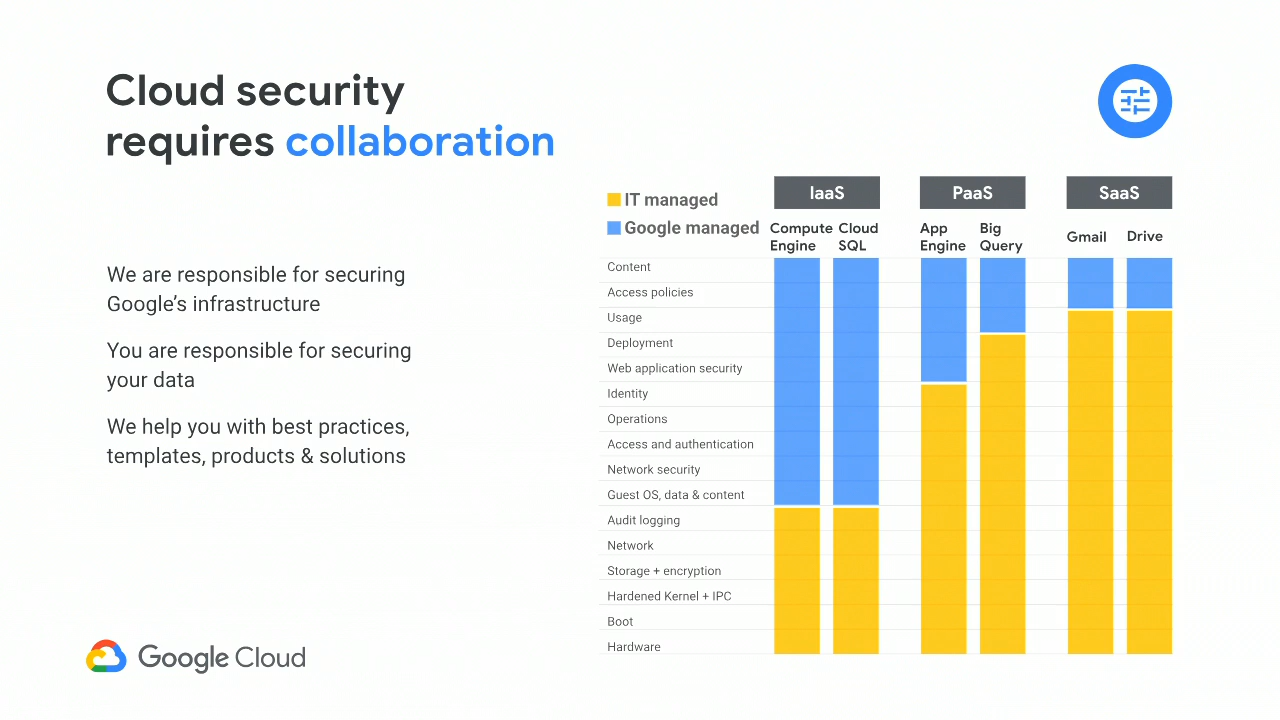 Cloud security
requires collaboration
We are responsible for securing
Google’s infrastructure
You are responsible for securing
your data
We help you with best practices,
templates, products & solutions
IT managed
Google managed
IaaS
PaaS
SaaS
Compute
Engine
Cloud
SQL
App
Engine
Big
Query
Gmail
Drive
Content
Access policies
Usage
Deployment
Web application security
Identity
Operations
Access and authentication
Network security
Guest OS, data & content
Audit logging
Network
Storage + encryption
Hardened Kernel + IPC
Boot
Hardware
Google Cloud